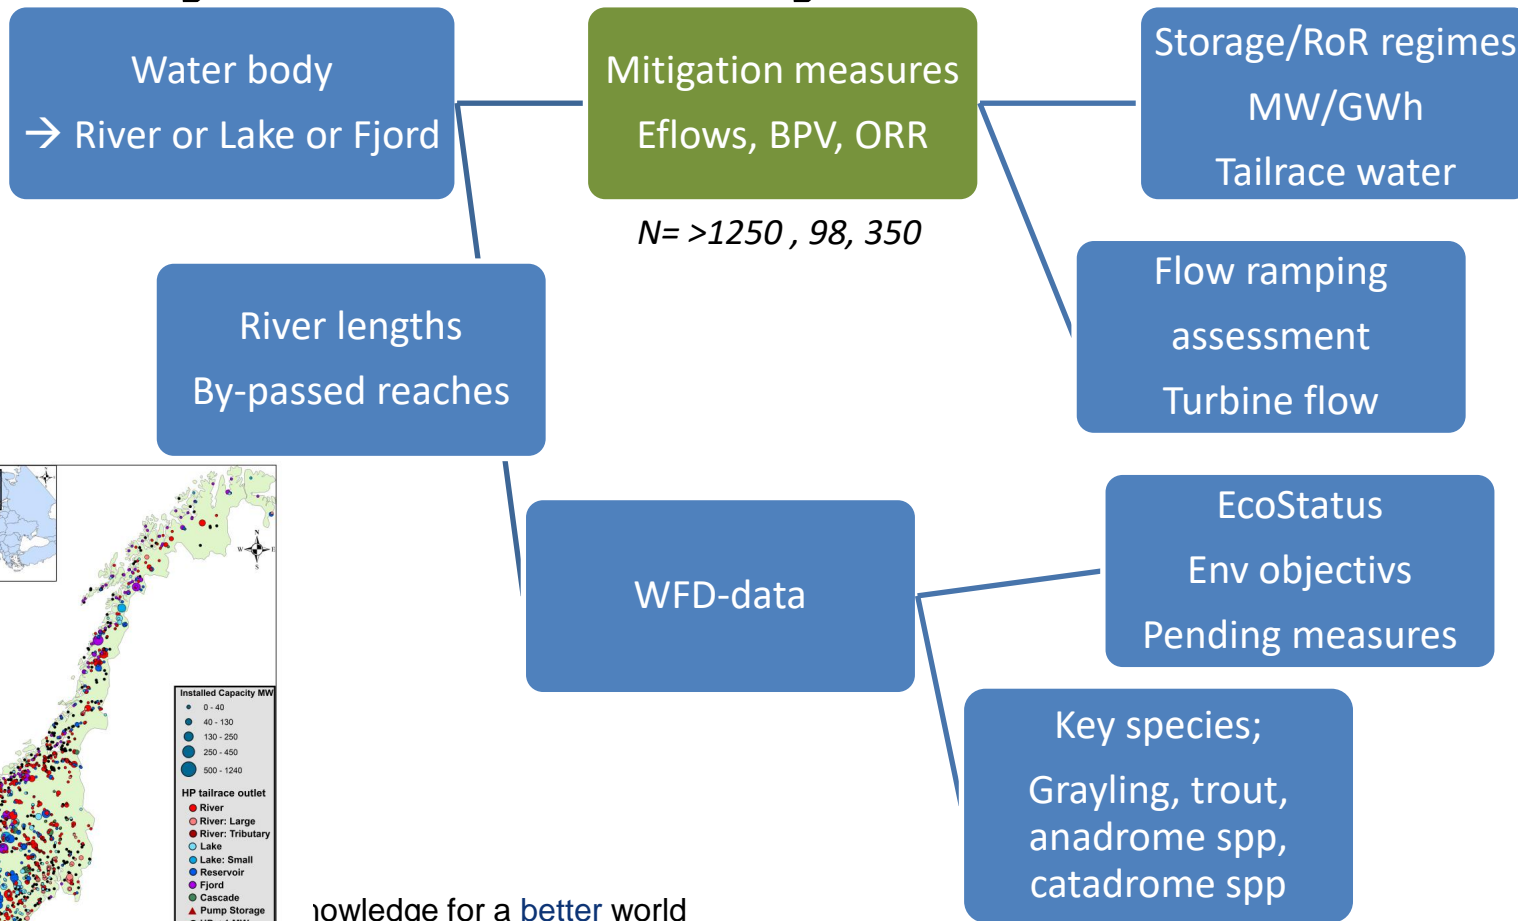 Water body
→ River or Lake or Fjord
Mitigation measures
Eflows, BPV, ORR
N= >1250 , 98, 350
Storage/RoR regimes
MW/GWh
Tailrace water
Flow ramping
assessment
Turbine flow
River lengths
By-passed reaches
WFD-data
EcoStatus
Env objectivs
Pending measures
Key species;
Grayling, trout,
anadrome spp,
catadrome spp
N
W E
S
Installed Capacity MW
0 - 40
40 - 130
130 - 250
250 - 450
500 - 1240
HP tailrace outlet
River
River: Large
River: Tributary
Lake
Lake: Small
Reservoir
Fjord
Cascade
Pump Storage
for a better world